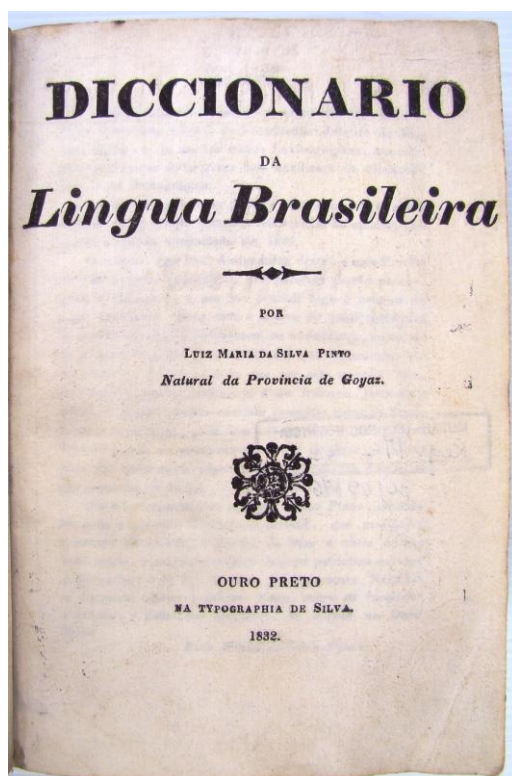 DICCIONARIO
DA
Lingua Brasileira
POR
LUIZ MARIA DA SILVA PINTO
Natural da Provincia de Goyaz.
OURO PRETO
NA TYPOGRAPHIA DE SILVA.
1832.